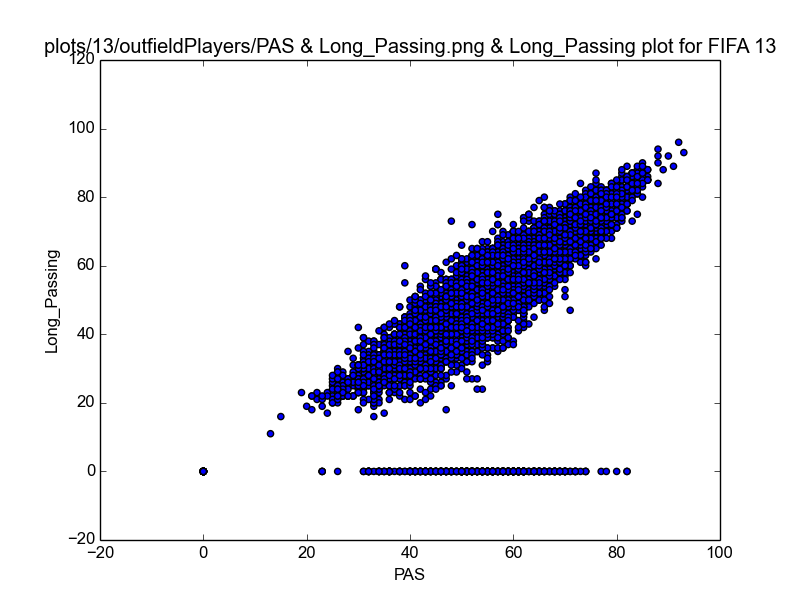 plots/13/outfieldPlayers/PAS & Long_Passing.png & Long_Passing plot for FIFA 13
120
100
80
60
40
20
0
−20
Long_Passing
−20 0 20 40 60 80 100
PAS